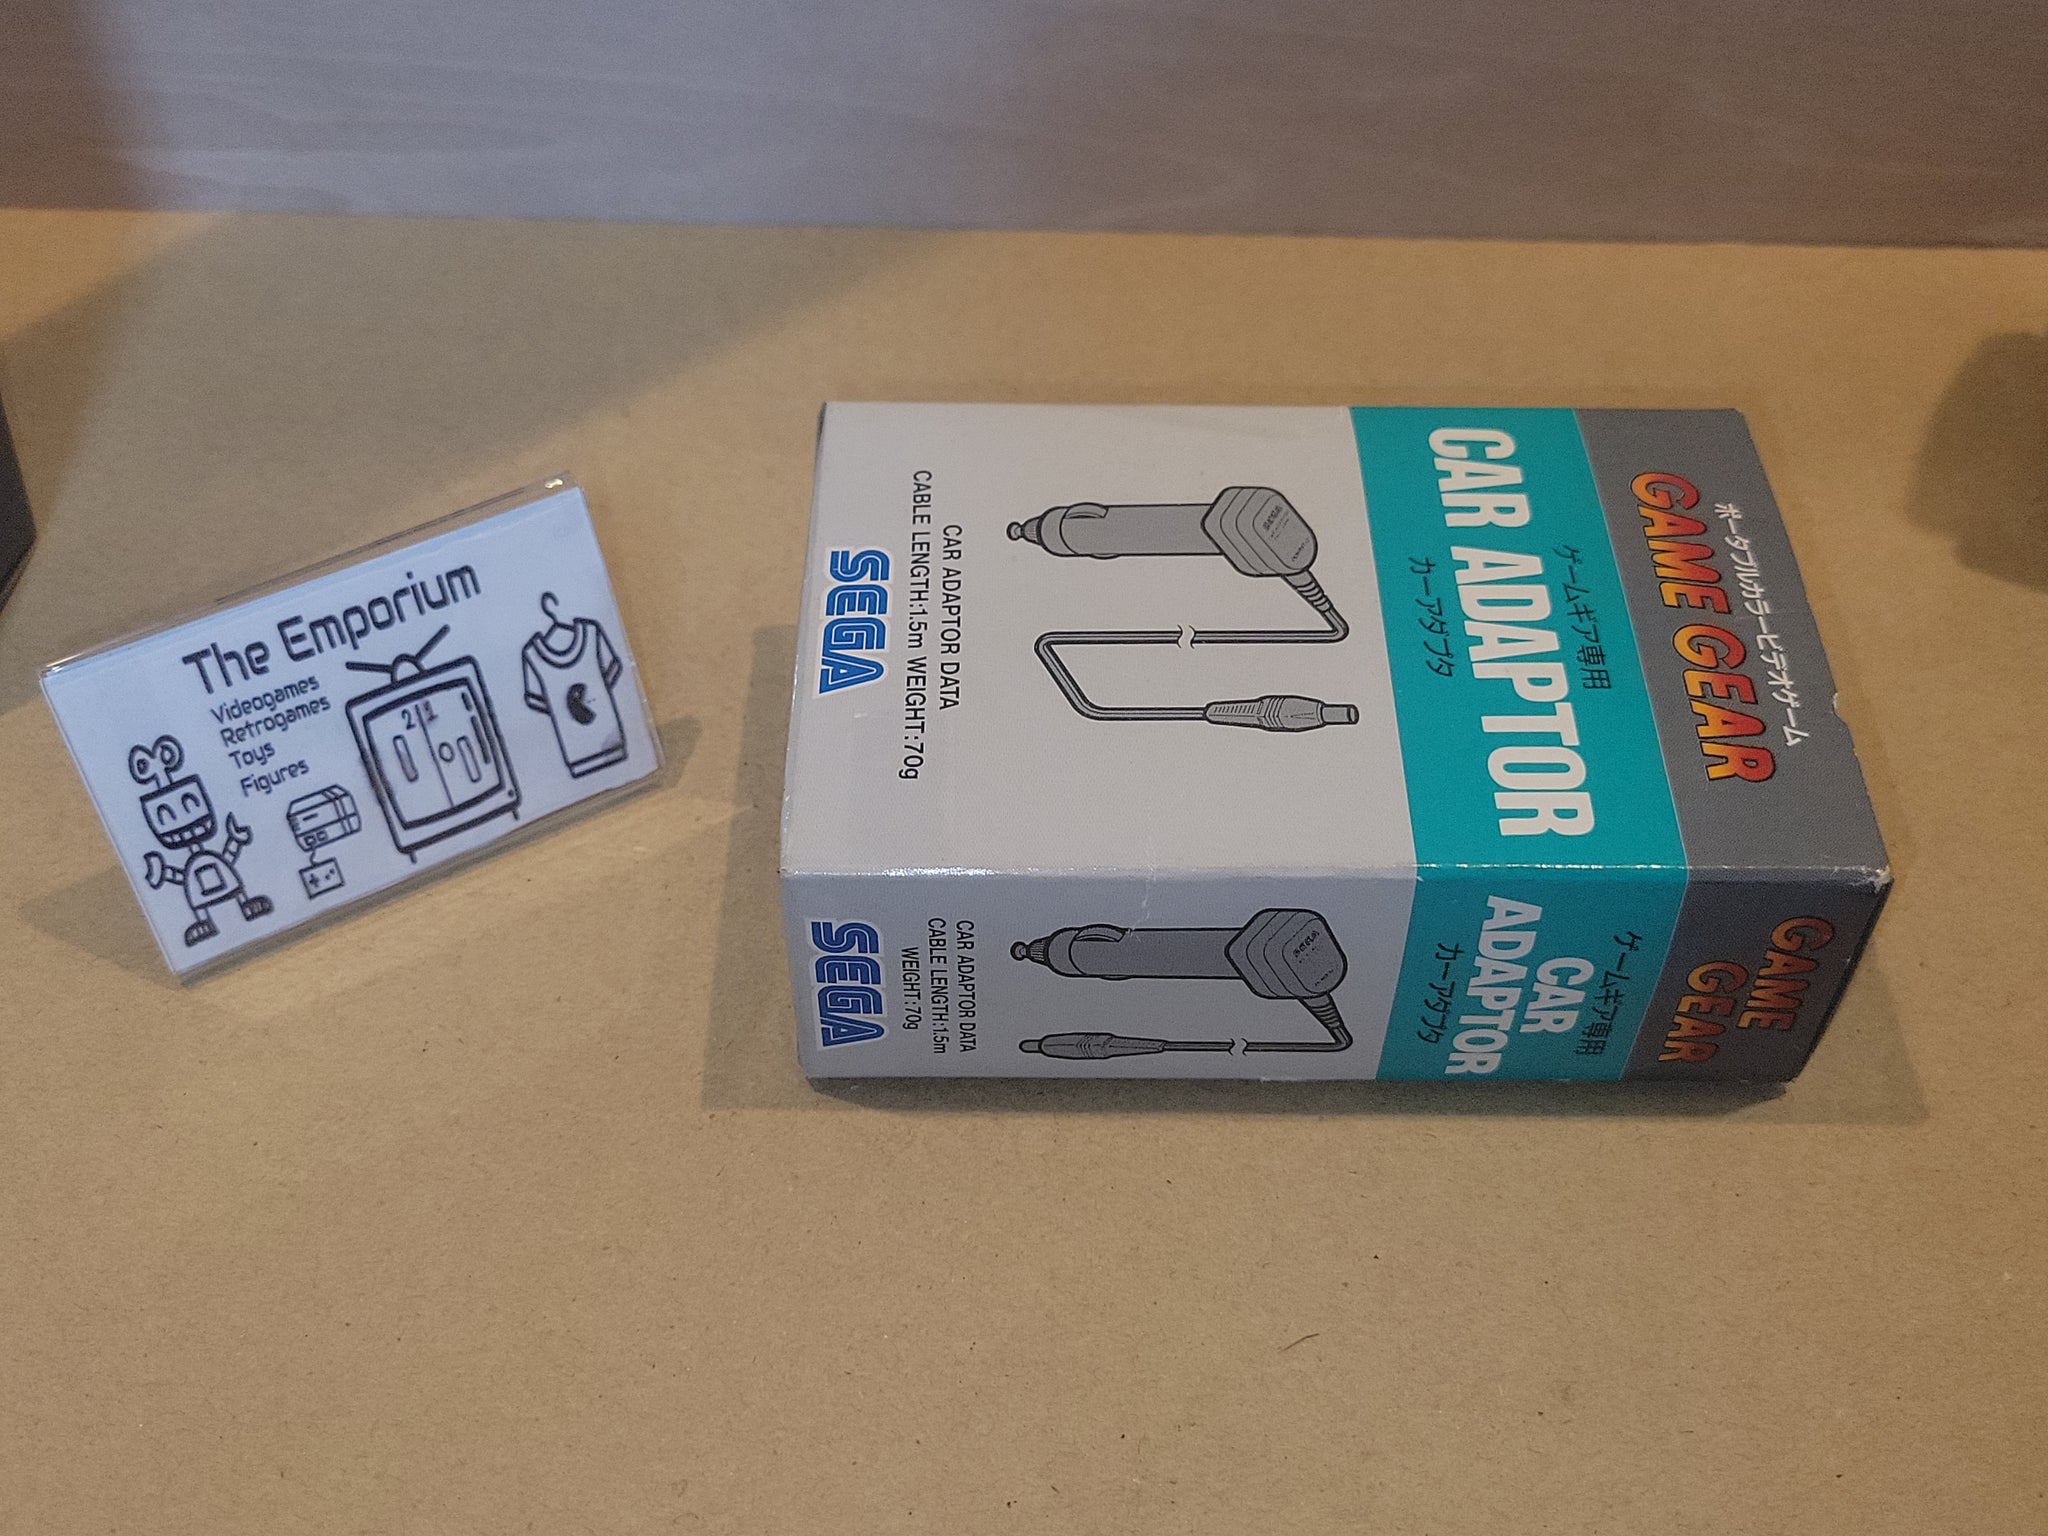 The Emporium
Videogames
Retrogames
Toys
Figures
2 1
ポータブルカラービデオゲーム
GAME GEAR
ゲームギア専用
CAR ADAPTOR
カーアダプタ
CAR ADAPTOR DATA
CABLE LENGTH:1.5m WEIGHT:70g
SEGA
GAME
GEAR
ゲームギア専用
CAR
ADAPTOR
カーアダプタ
CAR ADAPTOR DATA
CABLE LENGTH:1.5m
WEIGHT:70g
SEGA